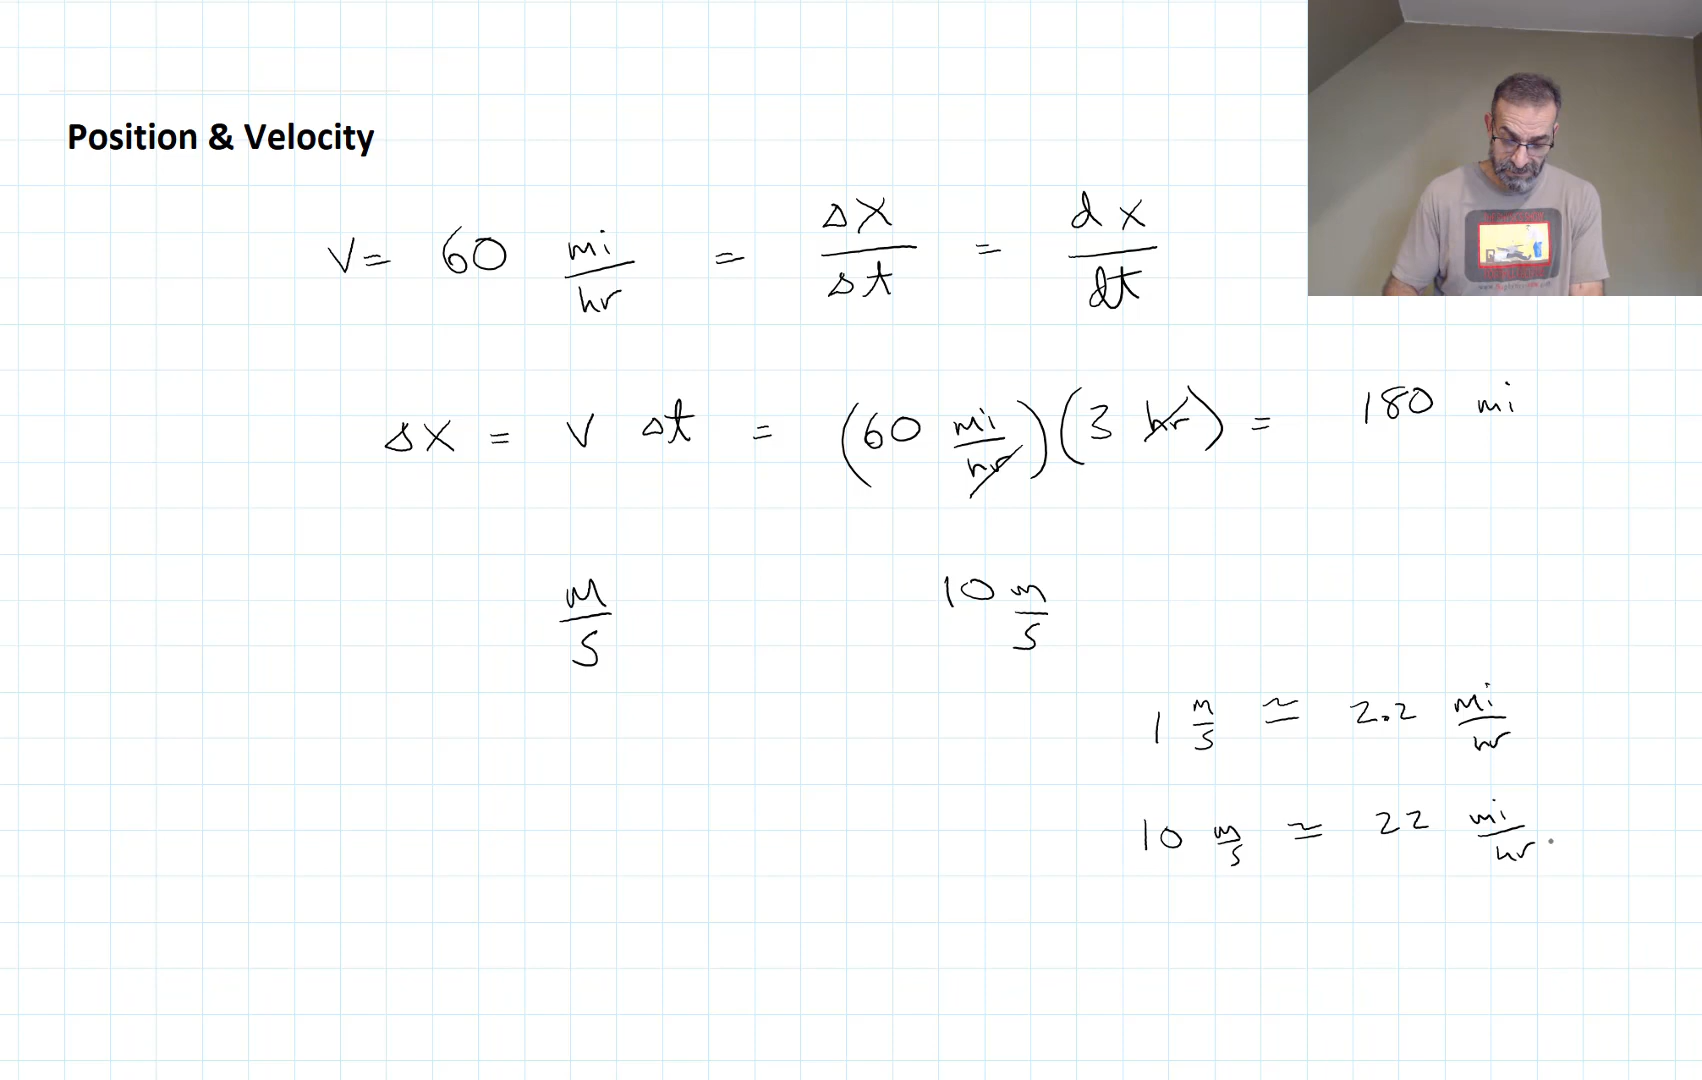 Position & Velocity
V = 60 mi/hr = ΔX/Δt = dx/dt
ΔX = V Δt = (60 mi/hr)(3 hr) = 180 mi
M/S 10 m/s
1 m/s ≃ 2.2 mi/hr
10 m/s ≃ 22 mi/hr